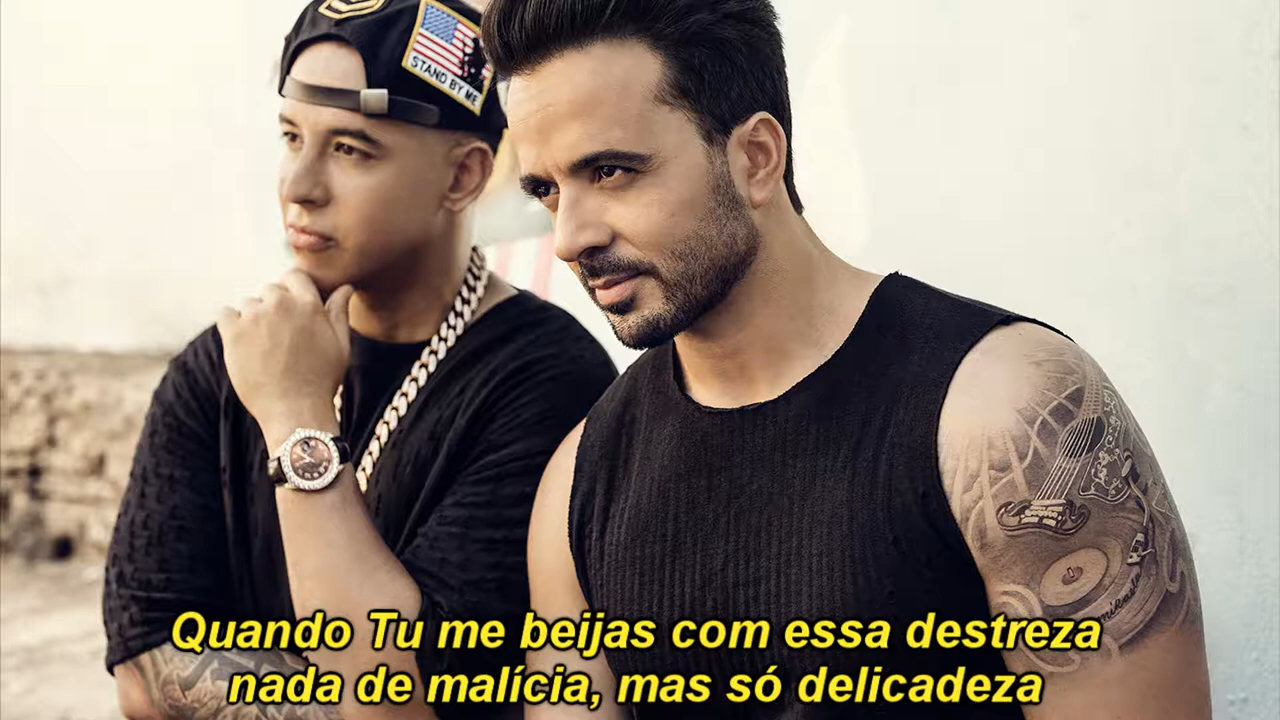 STAND BY ME
Quando Tu me beijas com essa destreza
nada de malícia, mas só delicadeza